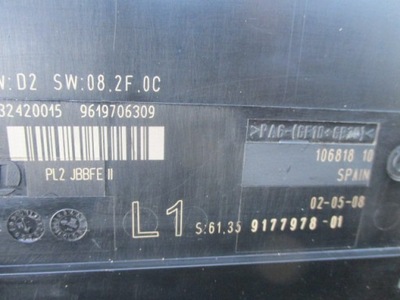 N:D2 SW:08.2F.0C
32420015 9619706309
PL2 JBBFE II
>PA6-(GF10+GB20)<
106818 10
SPAIN
02-05-08
L1 S:61.35 9177978-01